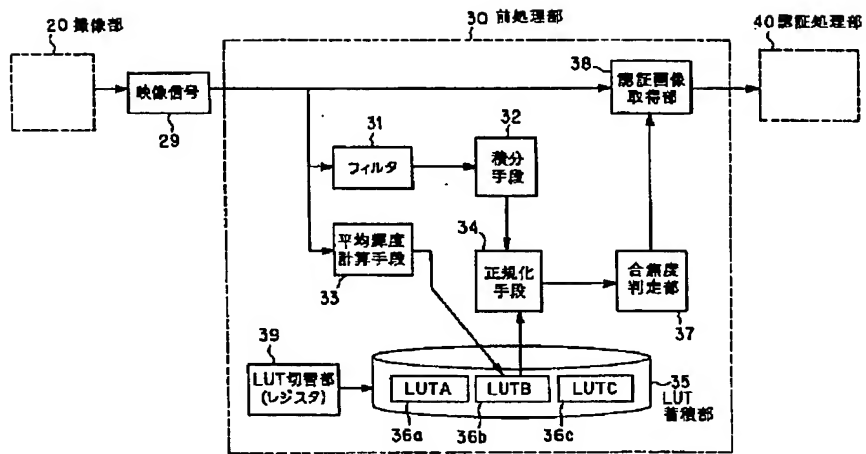 20 撮像部
30 前処理部
40 認証処理部
映像信号
29
38
認証画像
取得部
31
フィルタ
32
積分
手段
平均輝度
計算手段
33
34
正規化
手段
合焦度
判定部
37
39
LUT切替部
(レジスタ)
LUTA
LUTB
LUTC
36a
36b
36c
35
LUT
蓄積部